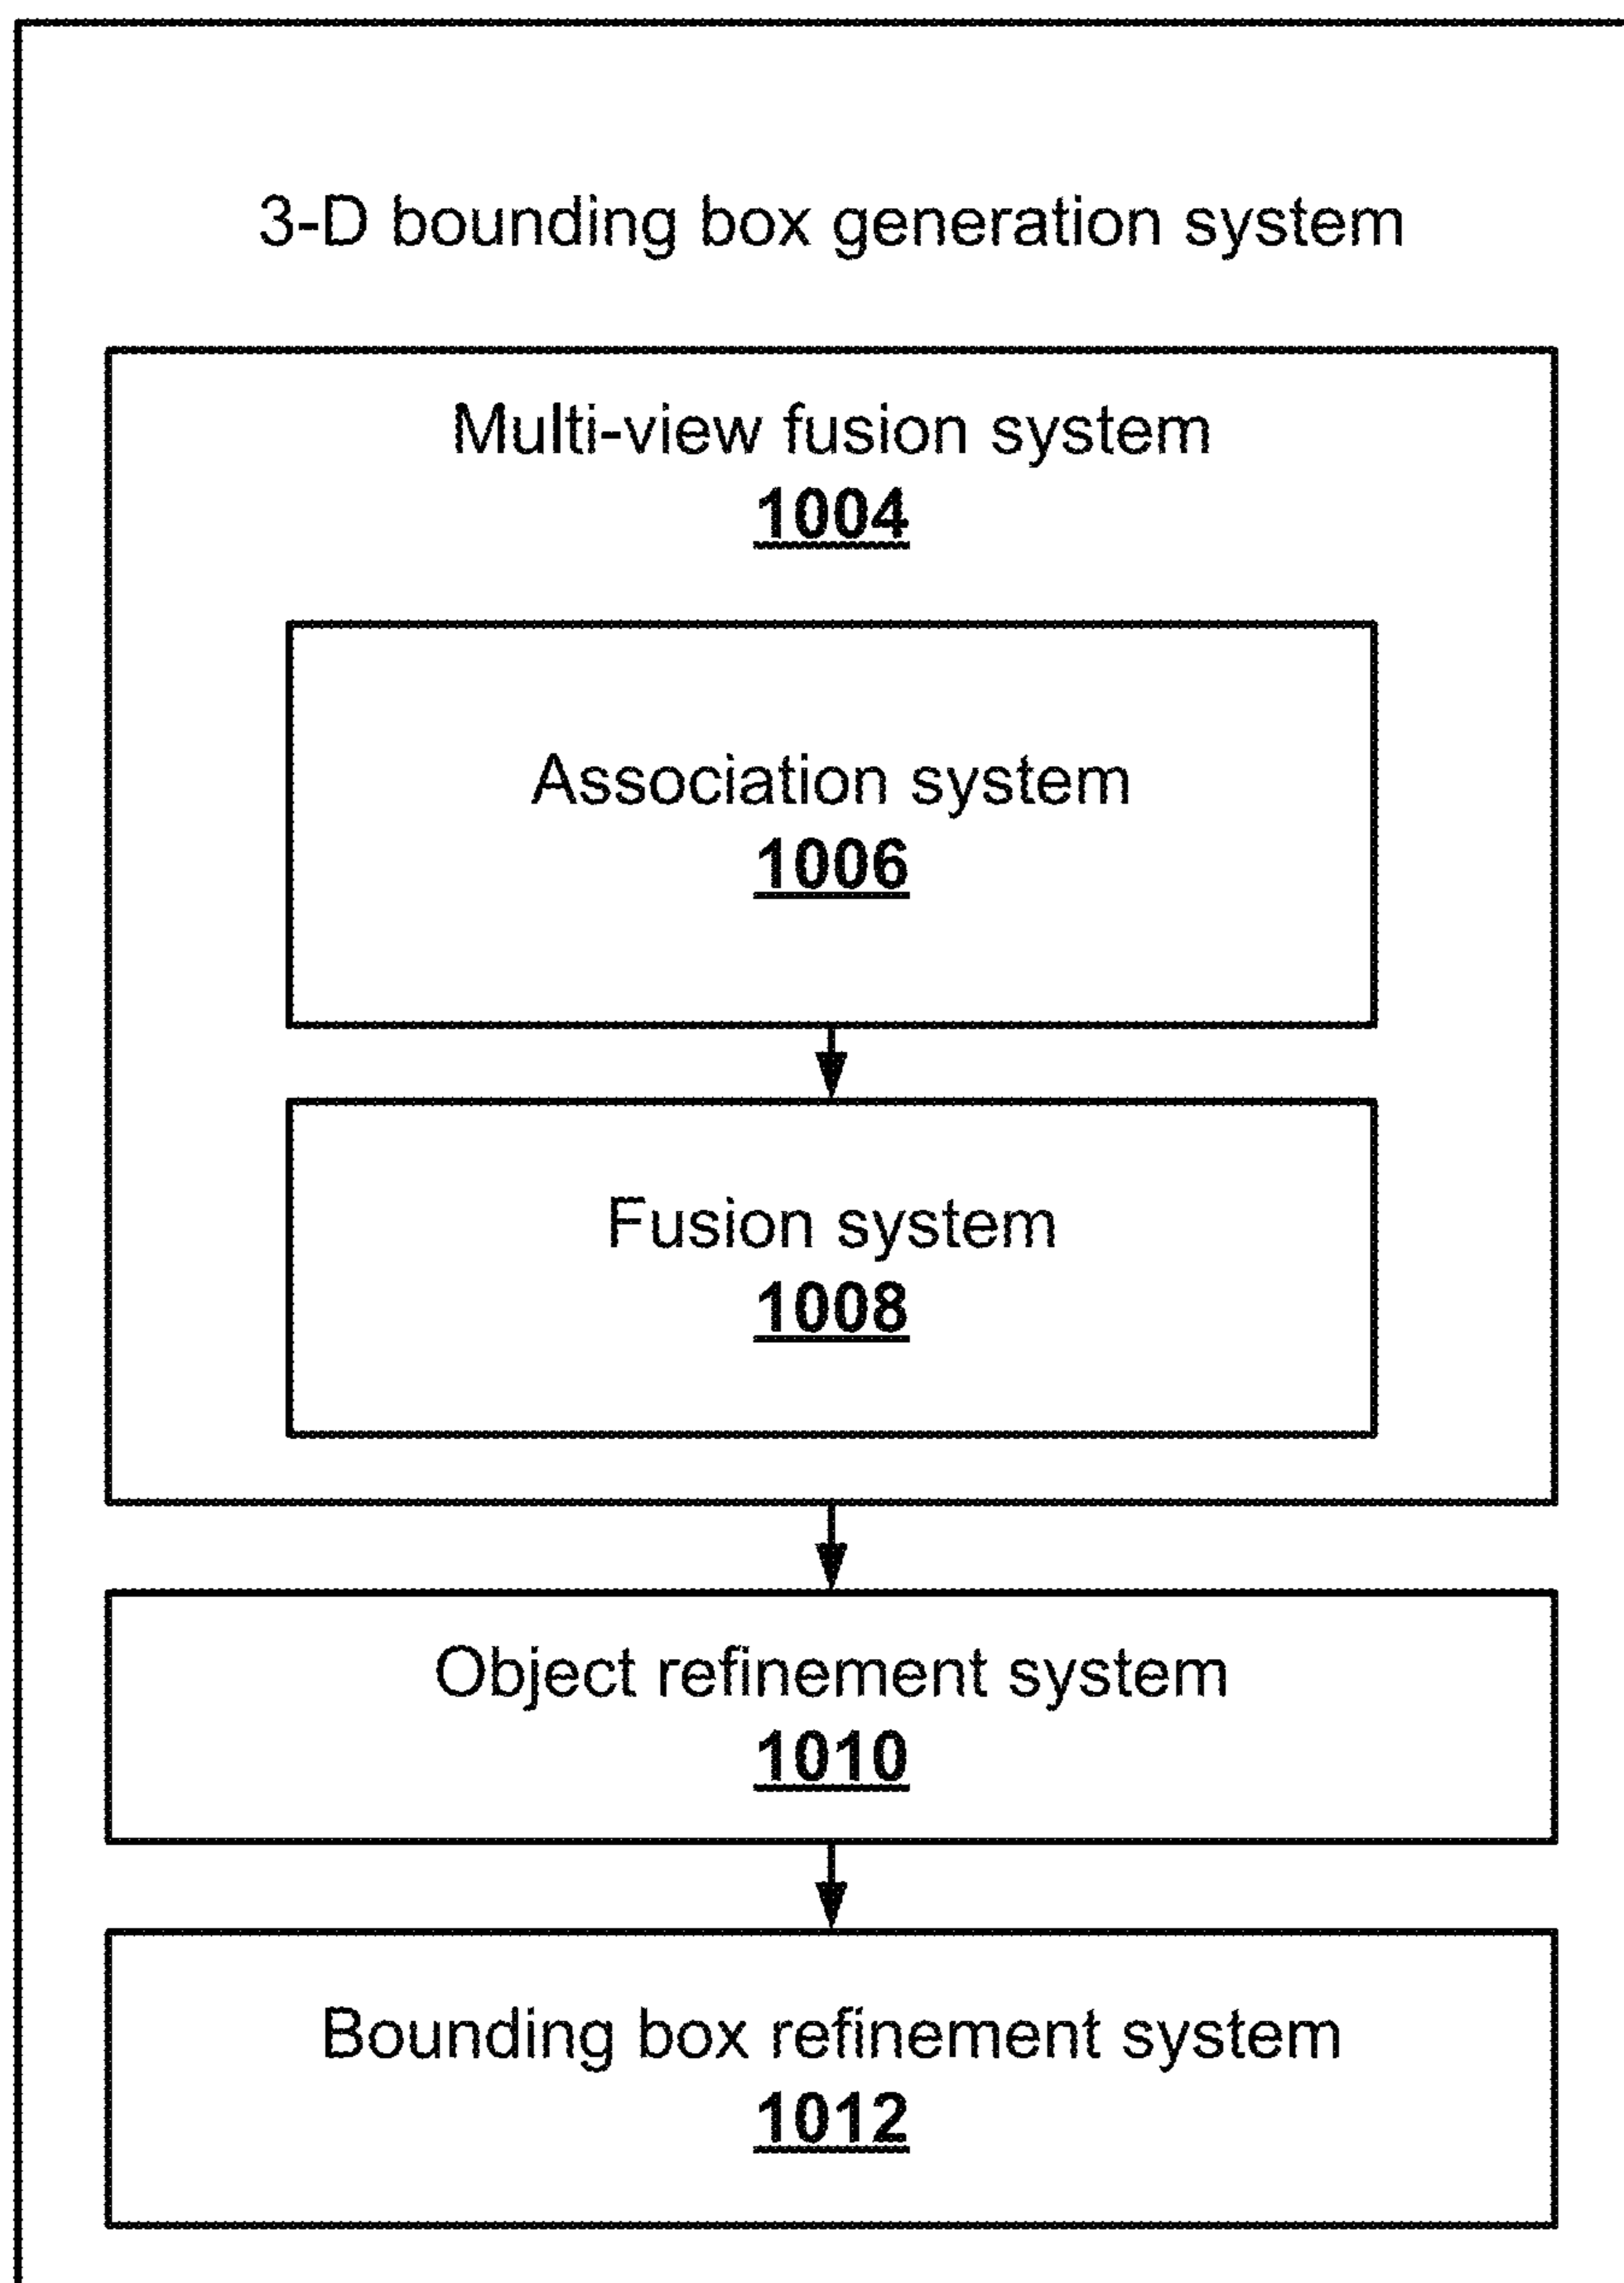 3-D bounding box generation system
Multi-view fusion system
1004
Association system
1006
Fusion system
1008
Object refinement system
1010
Bounding box refinement system
1012